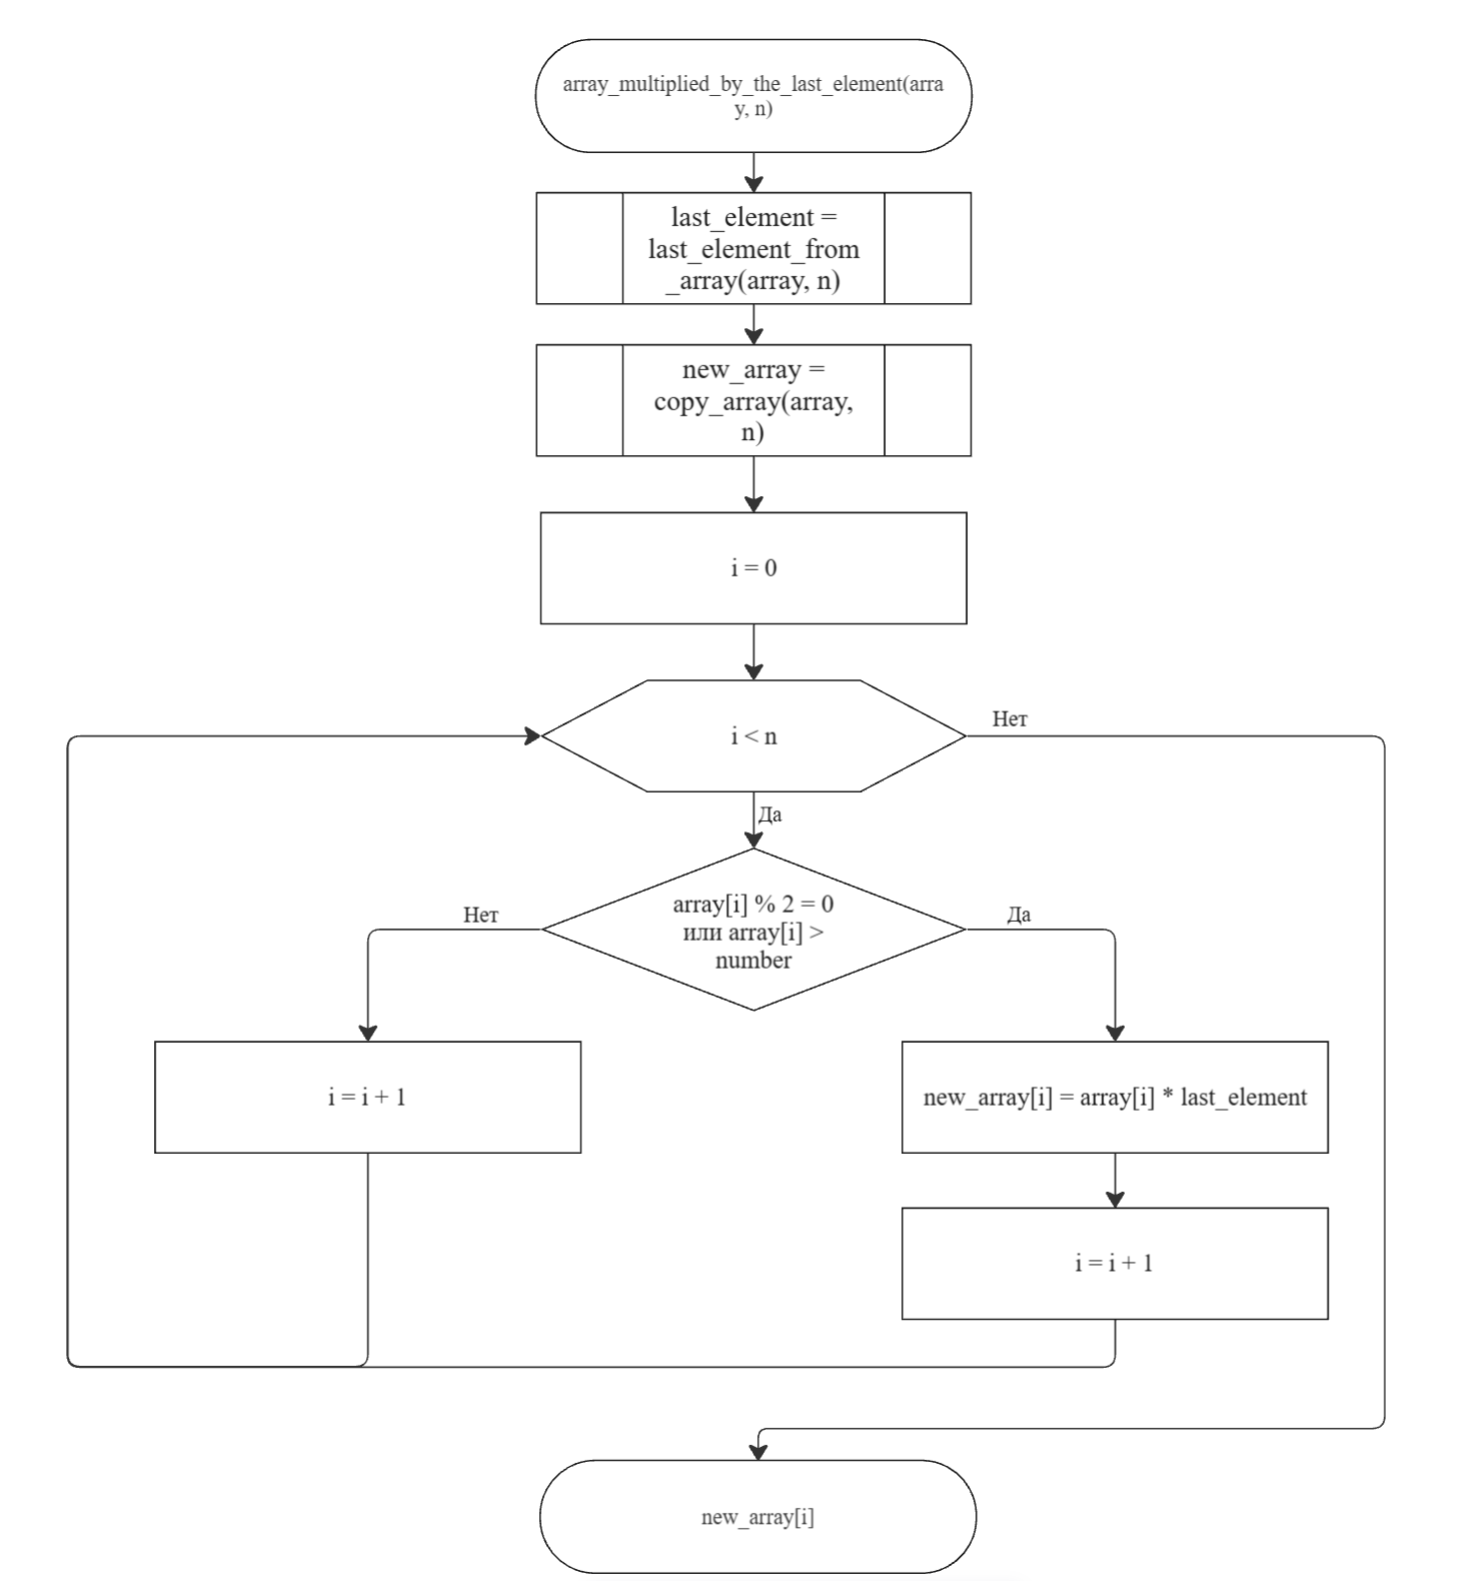 array_multiplied_by_the_last_element(arra
y, n)
last_element =
last_element_from
_array(array, n)
new_array =
copy_array(array,
n)
i = 0
i < n
Нет
Да
array[i] % 2 = 0
или array[i] >
number
Нет
Да
i = i + 1
new_array[i] = array[i] * last_element
i = i + 1
new_array[i]